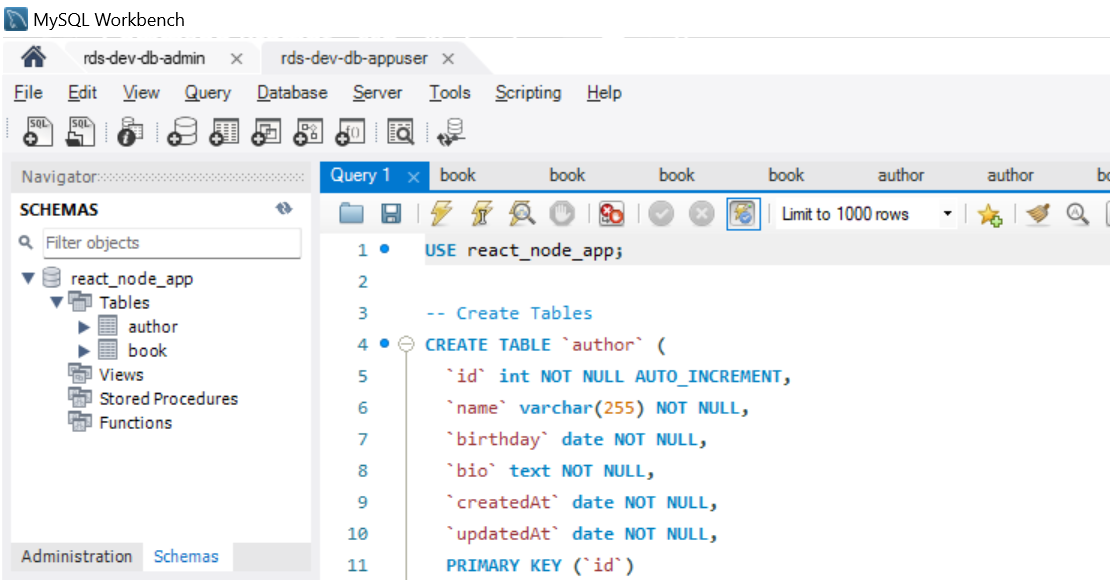 MySQL Workbench
rds-dev-db-admin
rds-dev-db-appuser
File Edit View Query Database Server Tools Scripting Help
Navigator
SCHEMAS
Filter objects
react_node_app
Tables
author
book
Views
Stored Procedures
Functions
Administration Schemas
Query 1 book book book book author author
Limit to 1000 rows
1 USE react_node_app;
2
3 -- Create Tables
4 CREATE TABLE `author` (
5 `id` int NOT NULL AUTO_INCREMENT,
6 `name` varchar(255) NOT NULL,
7 `birthday` date NOT NULL,
8 `bio` text NOT NULL,
9 `createdAt` date NOT NULL,
10 `updatedAt` date NOT NULL,
11 PRIMARY KEY (`id`)